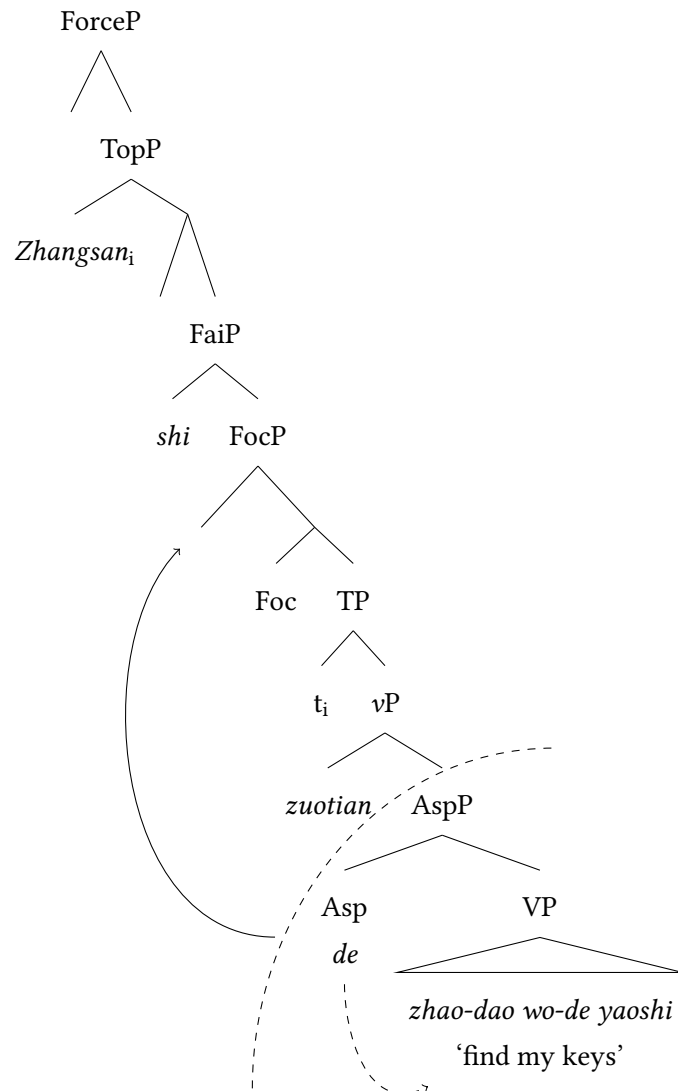 ForceP
TopP
Zhangsani
FaiP
shi FocP
Foc TP
ti vP
zuotian AspP
Asp VP
de
zhao-dao wo-de yaoshi
‘find my keys’